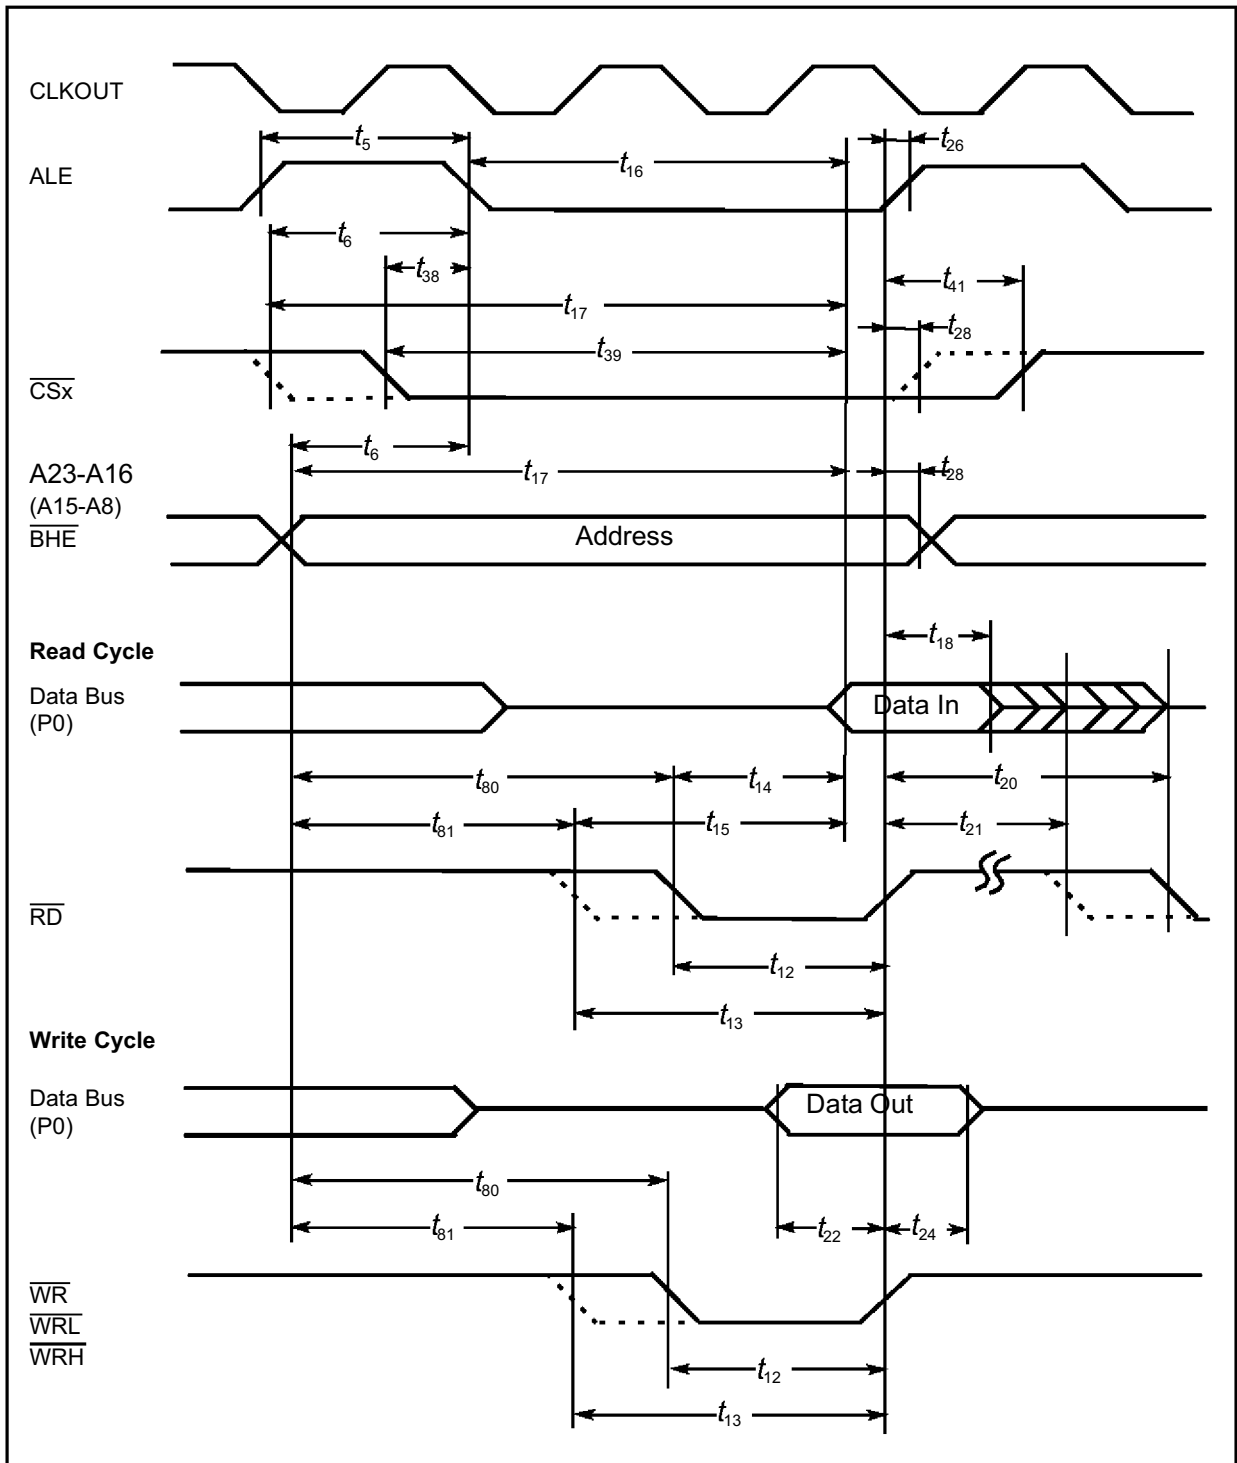 CLKOUT
t5
t26
ALE
t16
t6
t38
t41
t17
t28
t39
CSx
t6
A23-A16
t17
t28
(A15-A8)
BHE
Address
t18
Read Cycle
Data Bus
(P0)
Data In
t80
t14
t20
t81
t15
t21
RD
t12
t13
Write Cycle
Data Bus
(P0)
Data Out
t80
t81
t22
t24
WR
WRL
WRH
t12
t13